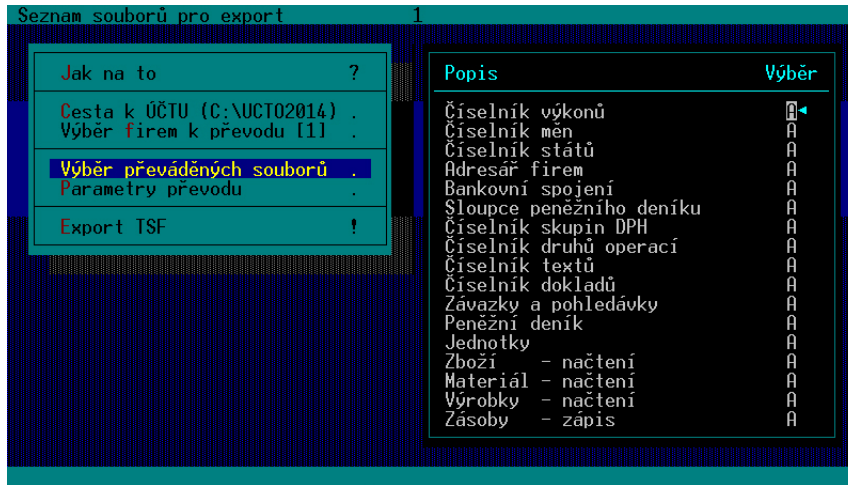 Seznam souborů pro export 1
Jak na to ?
Cesta k ÚČTU (C:\UCTO2014) .
Výběr firem k převodu [1] .
Výběr převáděných souborů .
Parametry převodu .
Export TSF !
Popis Výběr
Číselník výkonů A◄
Číselník měn A
Číselník států A
Adresář firem A
Bankovní spojení A
Sloupce peněžního deníku A
Číselník skupin DPH A
Číselník druhů operací A
Číselník textů A
Číselník dokladů A
Závazky a pohledávky A
Peněžní deník A
Jednotky A
Zboží - načtení A
Materiál - načtení A
Výrobky - načtení A
Zásoby - zápis A